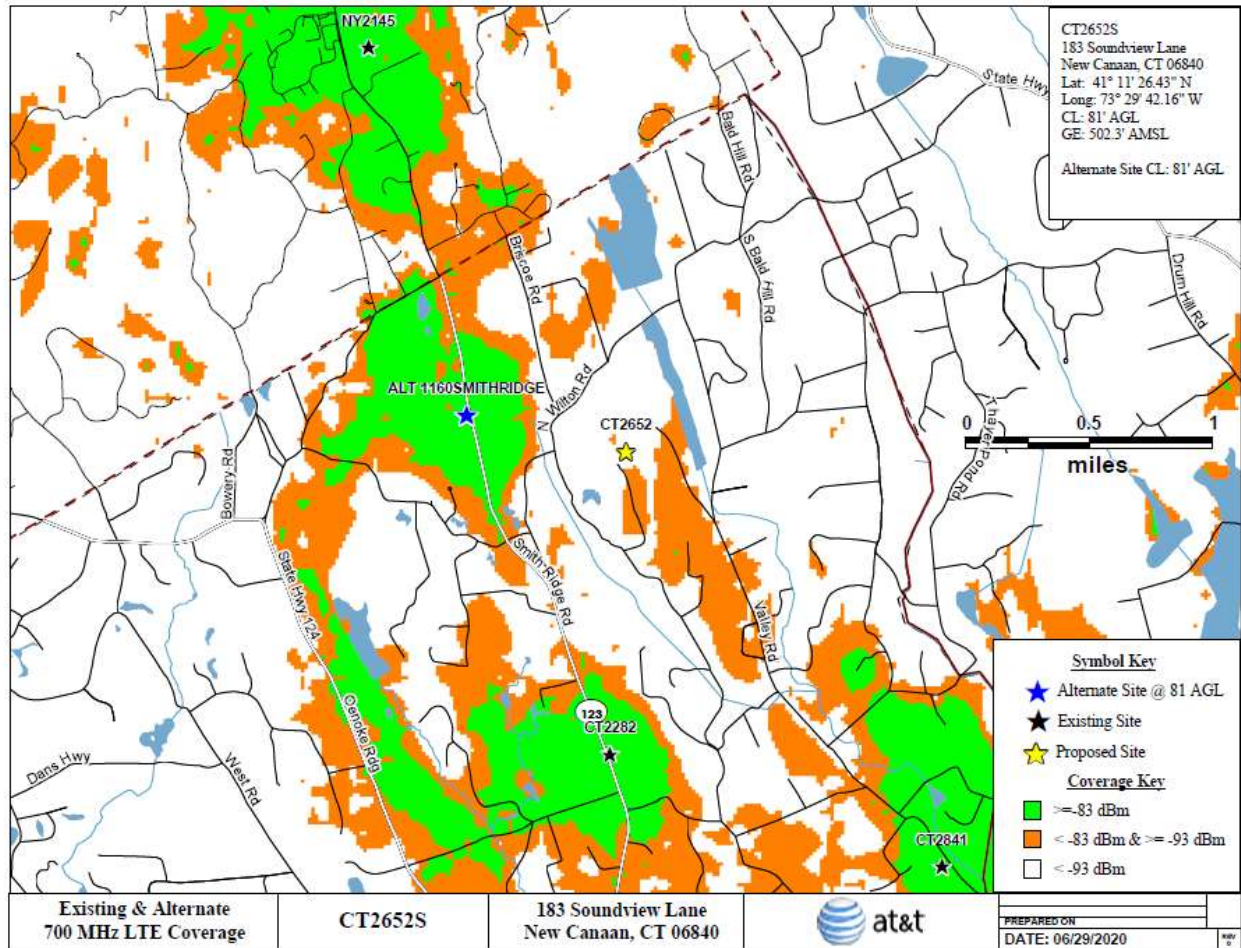 NY2145
CT2652S
183 Soundview Lane
New Canaan, CT 06840
Lat: 41° 11' 26.43" N
Long: 73° 29' 42.16" W
CL: 81' AGL
GE: 502.3' AMSL
Alternate Site CL: 81' AGL
State Hwy
Bald Hill Rd
S Bald Hill Rd
Briscoe Rd
Drum Hill Rd
ALT 1160SMITHRIDGE
N
Wilton Rd
CT2652
0 0.5 1
miles
Thayer Pond Rd
Bowery Rd
State Hwy 124
Smith Ridge Rd
Valley Rd
Oenoke Rdg
123
CT2282
Dans Hwy
West Rd
CT2841
Symbol Key
Alternate Site @ 81 AGL
Existing Site
Proposed Site
Coverage Key
>=-83 dBm
< -83 dBm & >= -93 dBm
< -93 dBm
Existing & Alternate
700 MHz LTE Coverage
CT2652S
183 Soundview Lane
New Canaan, CT 06840
at&t
PREPARED ON
DATE: 06/29/2020
REV